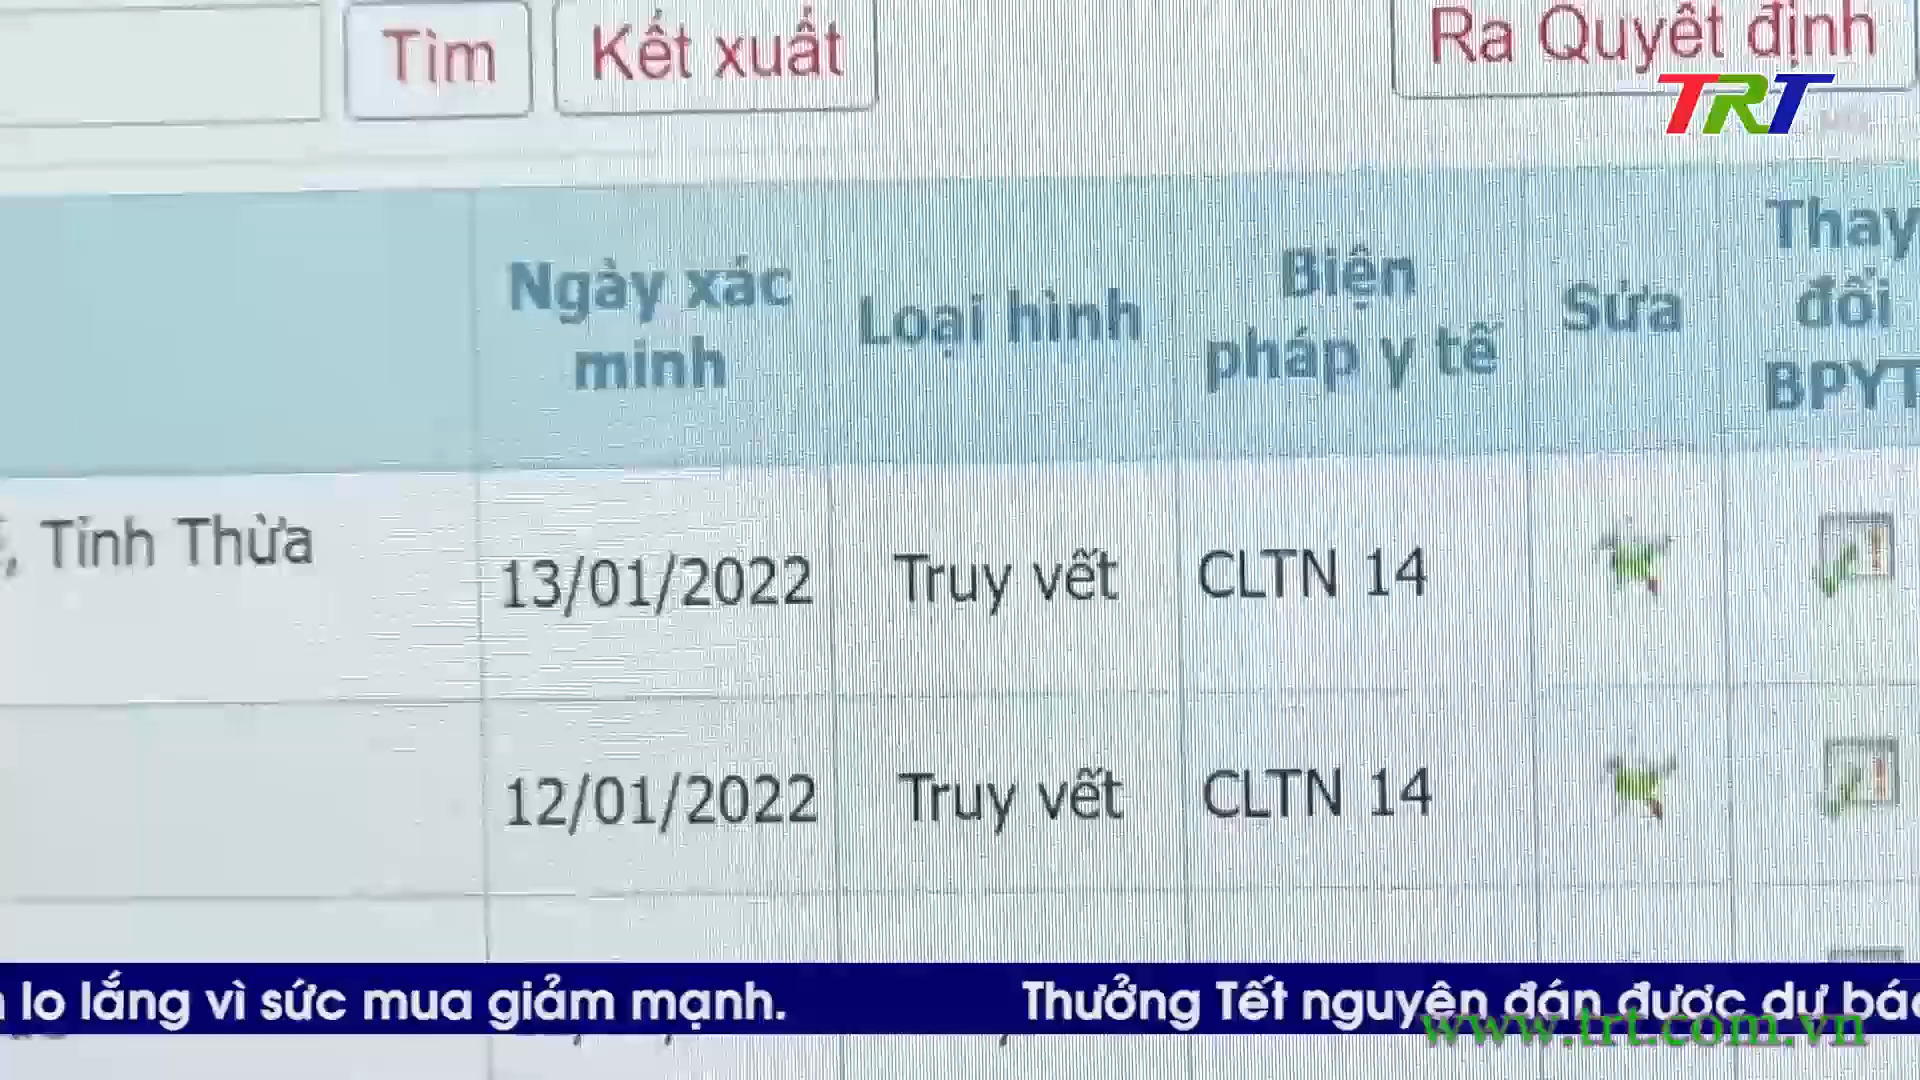 Tìm
Kết xuất
Ra Quyết định
TRT
Ngày xác
minh
Loại hình
Biện
pháp y tế
Sửa
Thay
đổi
BPYT
, Tỉnh Thừa
13/01/2022
Truy vết
CLTN 14
12/01/2022
Truy vết
CLTN 14
lo lắng vì sức mua giảm mạnh.
Thưởng Tết nguyên đán được dự báo
www.trt.com.vn